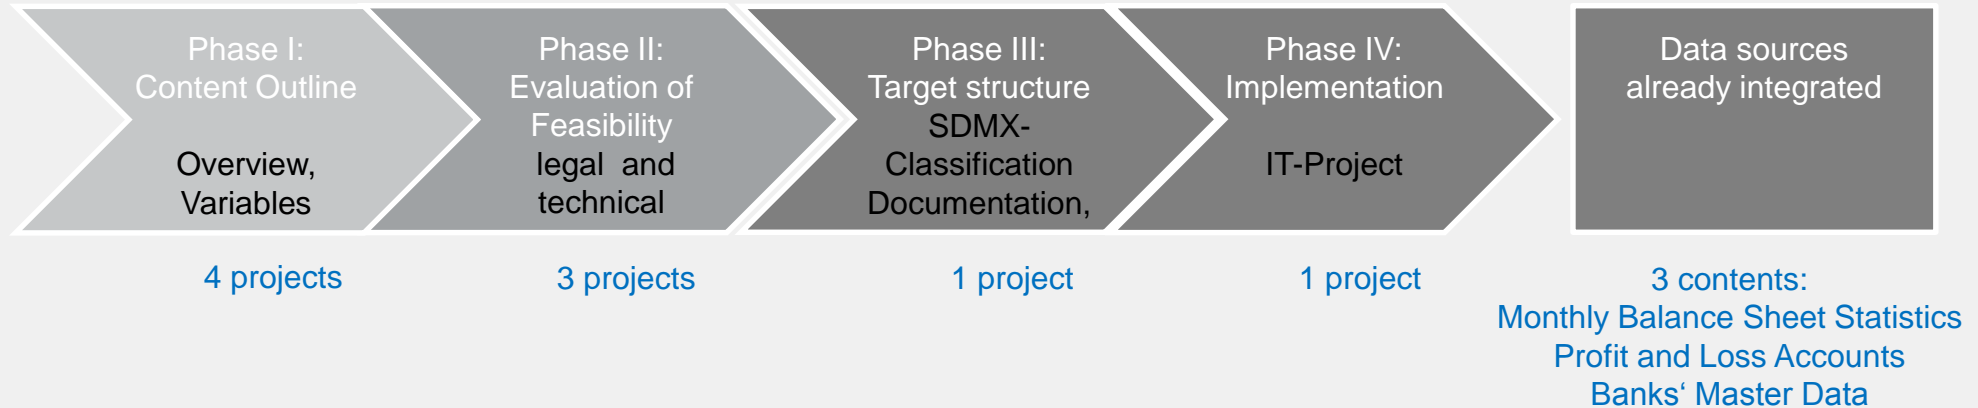 Phase I:
Content Outline
Overview,
Variables
4 projects
Phase II:
Evaluation of
Feasibility
legal and
technical
3 projects
Phase III:
Target structure
SDMX-
Classification
Documentation,
1 project
Phase IV:
Implementation
IT-Project
1 project
Data sources
already integrated
3 contents:
Monthly Balance Sheet Statistics
Profit and Loss Accounts
Banks‘ Master Data